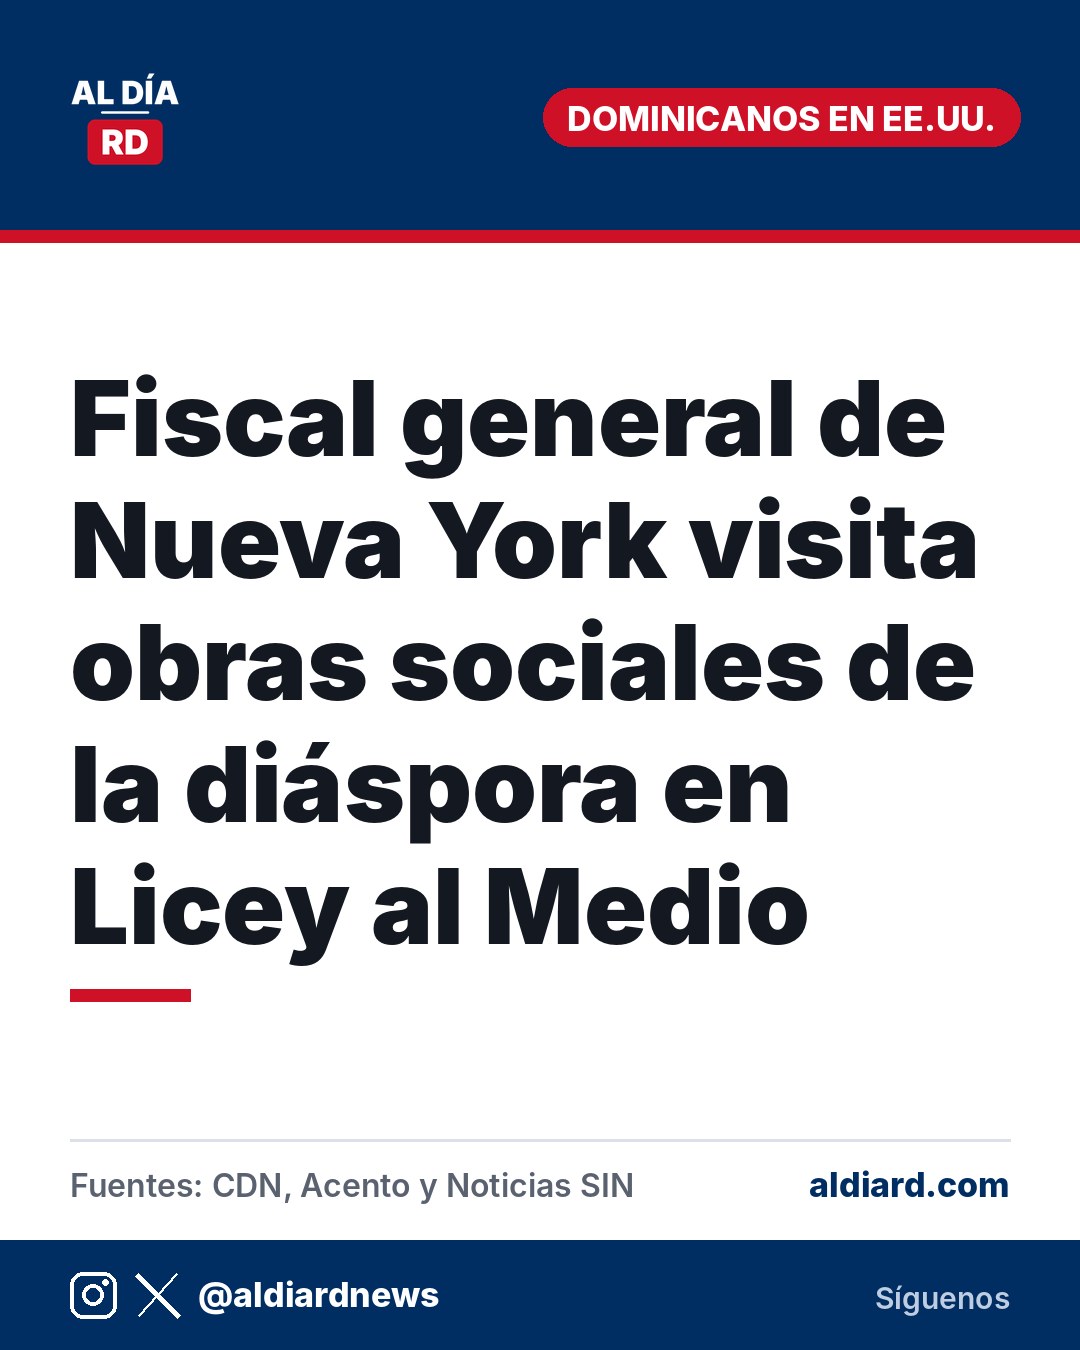 AL DÍA
RD
DOMINICANOS EN EE.UU.
Fiscal general de
Nueva York visita
obras sociales de
la diáspora en
Licey al Medio
Fuentes: CDN, Acento y Noticias SIN
aldiard.com
@aldiardnews
Síguenos